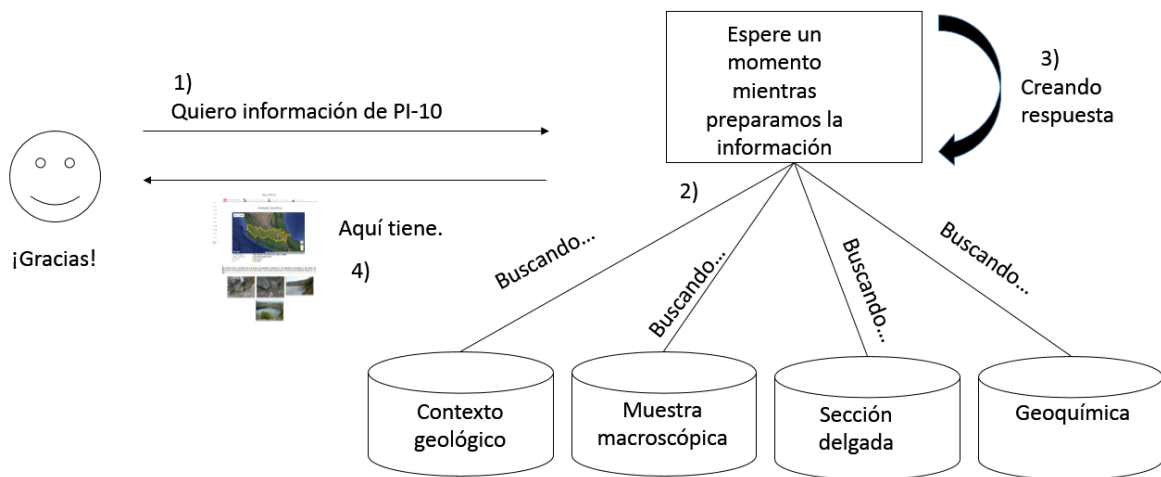 1)
Quiero información de PI-10
¡Gracias!
Aquí tiene.
4)
Espere un
momento
mientras
preparamos la
información
3)
Creando
respuesta
2)
Buscando...
Buscando...
Buscando...
Buscando...
Contexto
geológico
Muestra
macroscópica
Sección
delgada
Geoquímica